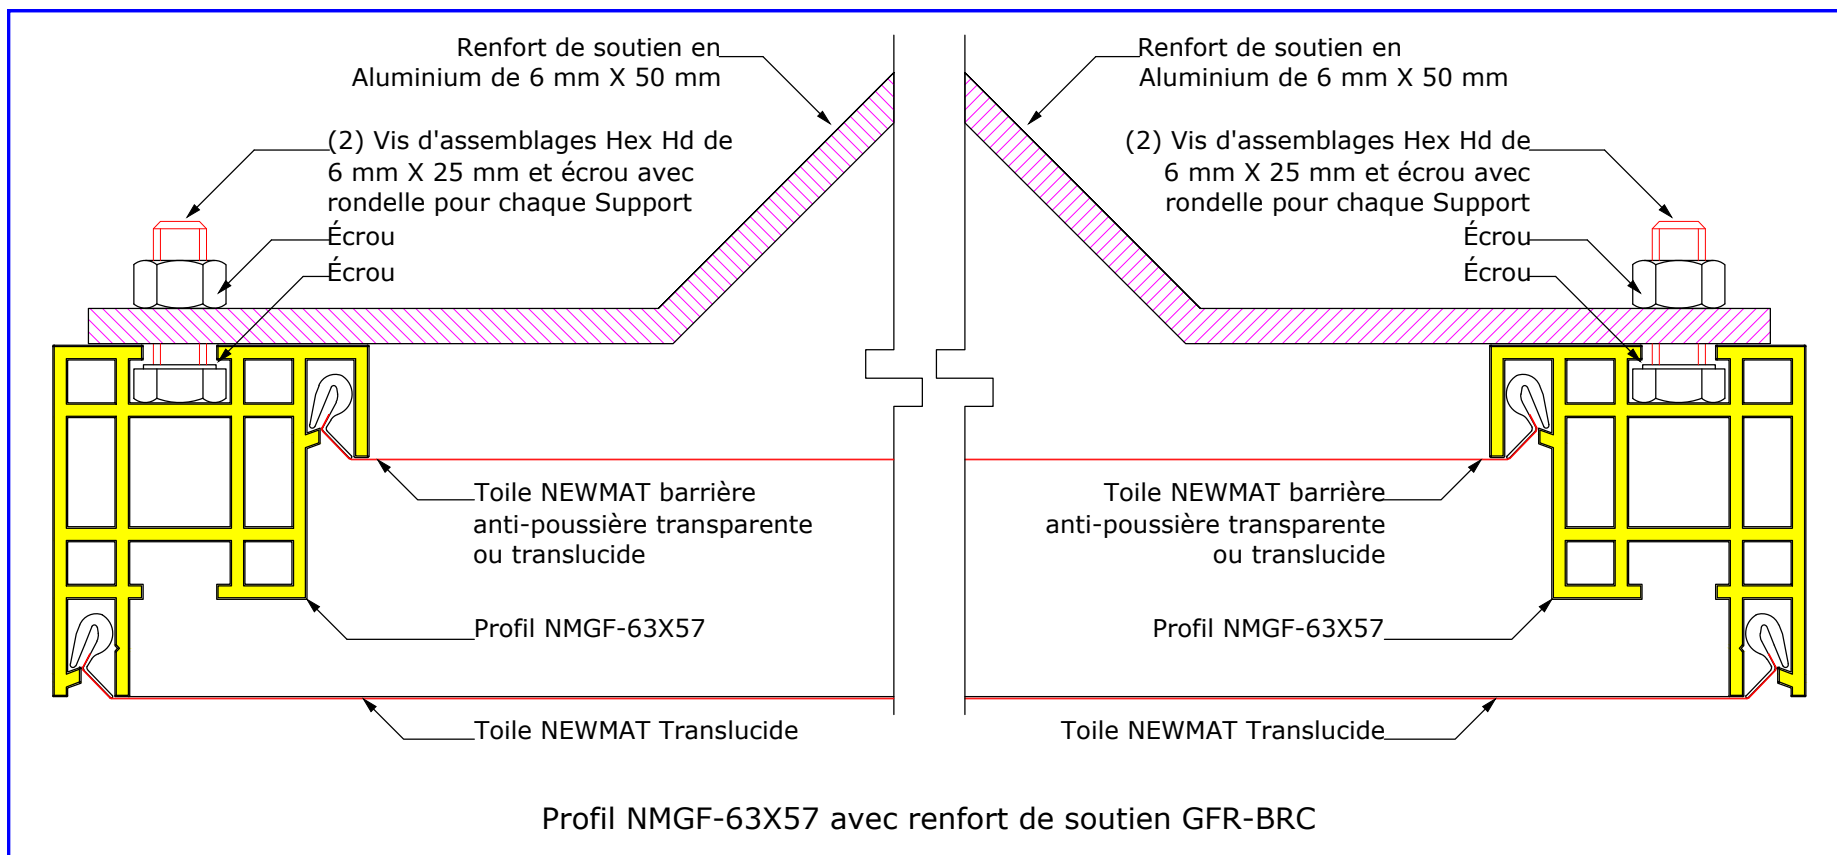 Renfort de soutien en
Aluminium de 6 mm X 50 mm
(2) Vis d'assemblages Hex Hd de
6 mm X 25 mm et écrou avec
rondelle pour chaque Support
Écrou
Écrou
Toile NEWMAT barrière
anti-poussière transparente
ou translucide
Profil NMGF-63X57
Toile NEWMAT Translucide
Renfort de soutien en
Aluminium de 6 mm X 50 mm
(2) Vis d'assemblages Hex Hd de
6 mm X 25 mm et écrou avec
rondelle pour chaque Support
Écrou
Écrou
Toile NEWMAT barrière
anti-poussière transparente
ou translucide
Profil NMGF-63X57
Toile NEWMAT Translucide
Profil NMGF-63X57 avec renfort de soutien GFR-BRC